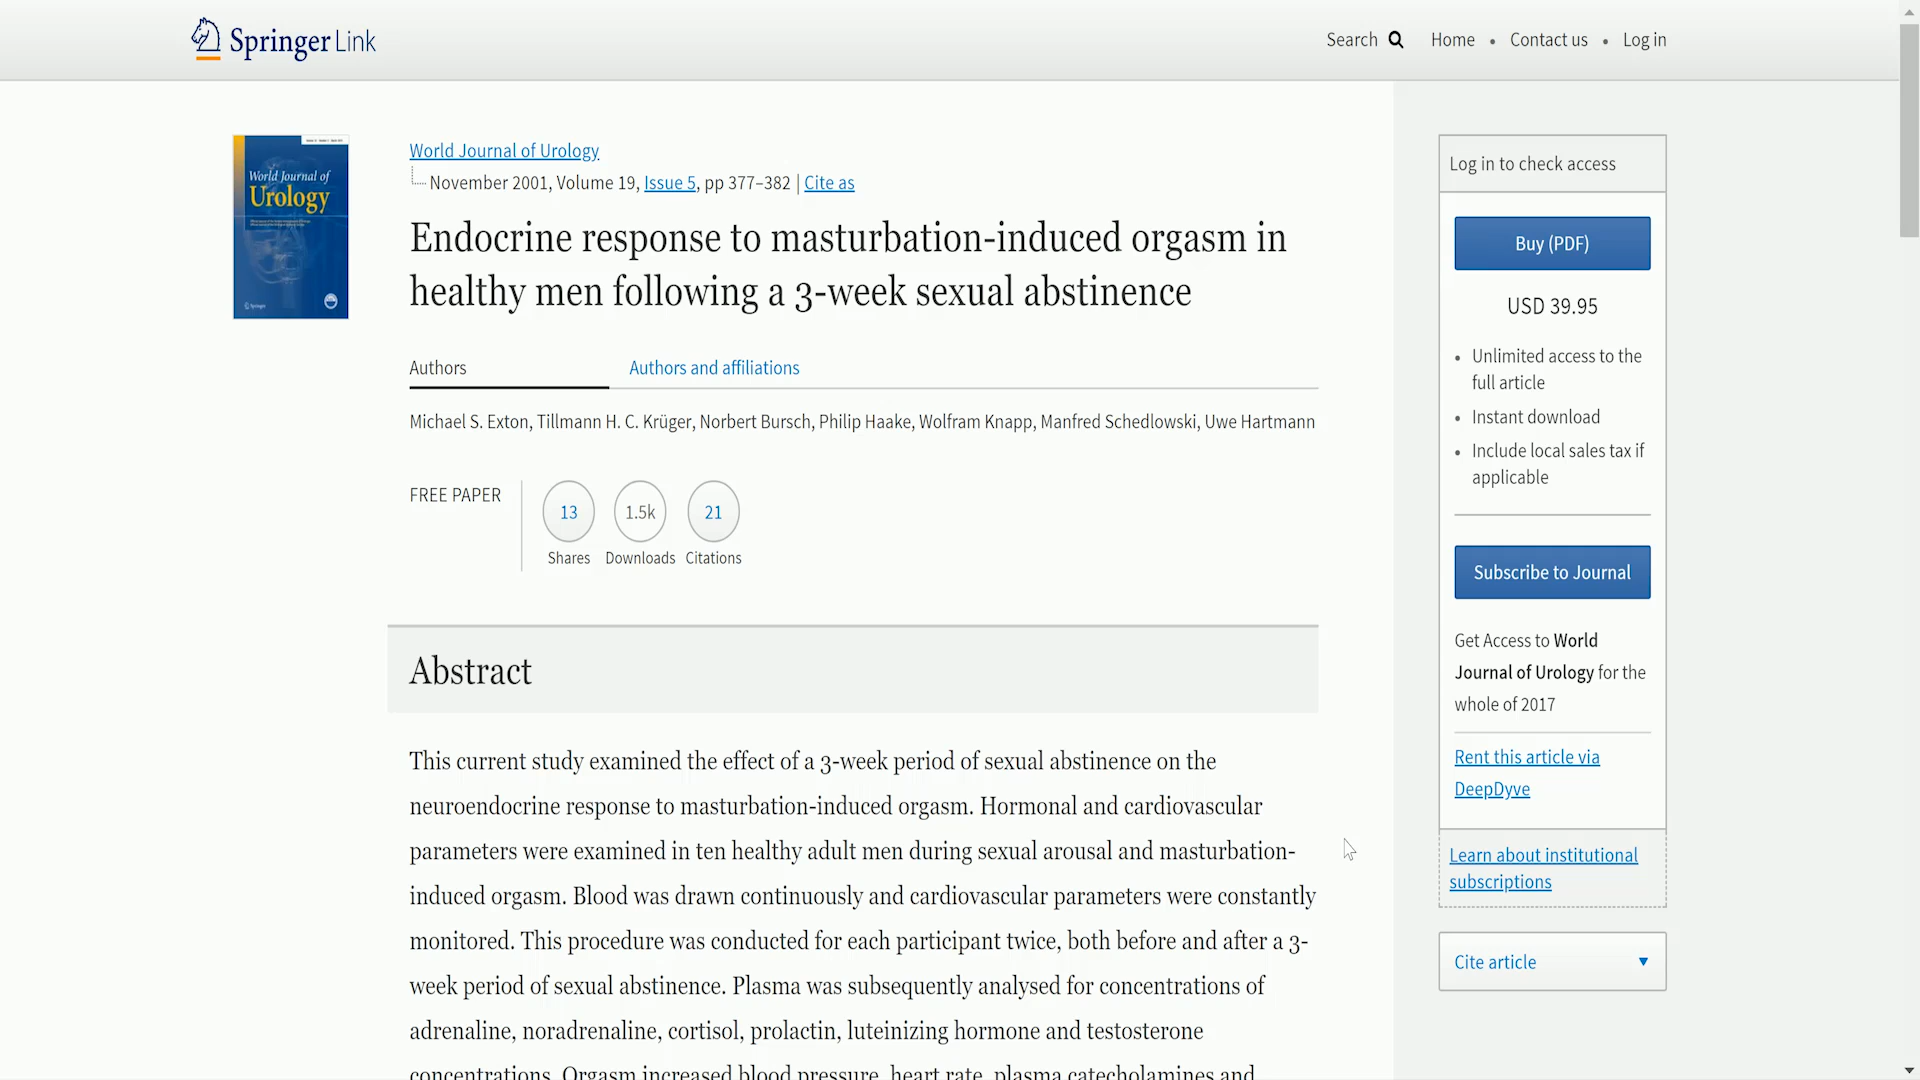 Springer Link
Search Home • Contact us • Log in
World Journal of
Urology
World Journal of Urology
November 2001, Volume 19, Issue 5, pp 377–382 | Cite as
Endocrine response to masturbation-induced orgasm in
healthy men following a 3-week sexual abstinence
Authors Authors and affiliations
Michael S. Exton, Tillmann H. C. Krüger, Norbert Bursch, Philip Haake, Wolfram Knapp, Manfred Schedlowski, Uwe Hartmann
FREE PAPER
13 1.5k 21
Shares Downloads Citations
Abstract
This current study examined the effect of a 3-week period of sexual abstinence on the
neuroendocrine response to masturbation-induced orgasm. Hormonal and cardiovascular
parameters were examined in ten healthy adult men during sexual arousal and masturbation-
induced orgasm. Blood was drawn continuously and cardiovascular parameters were constantly
monitored. This procedure was conducted for each participant twice, both before and after a 3-
week period of sexual abstinence. Plasma was subsequently analysed for concentrations of
adrenaline, noradrenaline, cortisol, prolactin, luteinizing hormone and testosterone
concentrations. Orgasm increased blood pressure, heart rate, plasma catecholamines and
Log in to check access
Buy (PDF)
USD 39.95
• Unlimited access to the
full article
• Instant download
• Include local sales tax if
applicable
Subscribe to Journal
Get Access to World
Journal of Urology for the
whole of 2017
Rent this article via
DeepDyve
Learn about institutional
subscriptions
Cite article